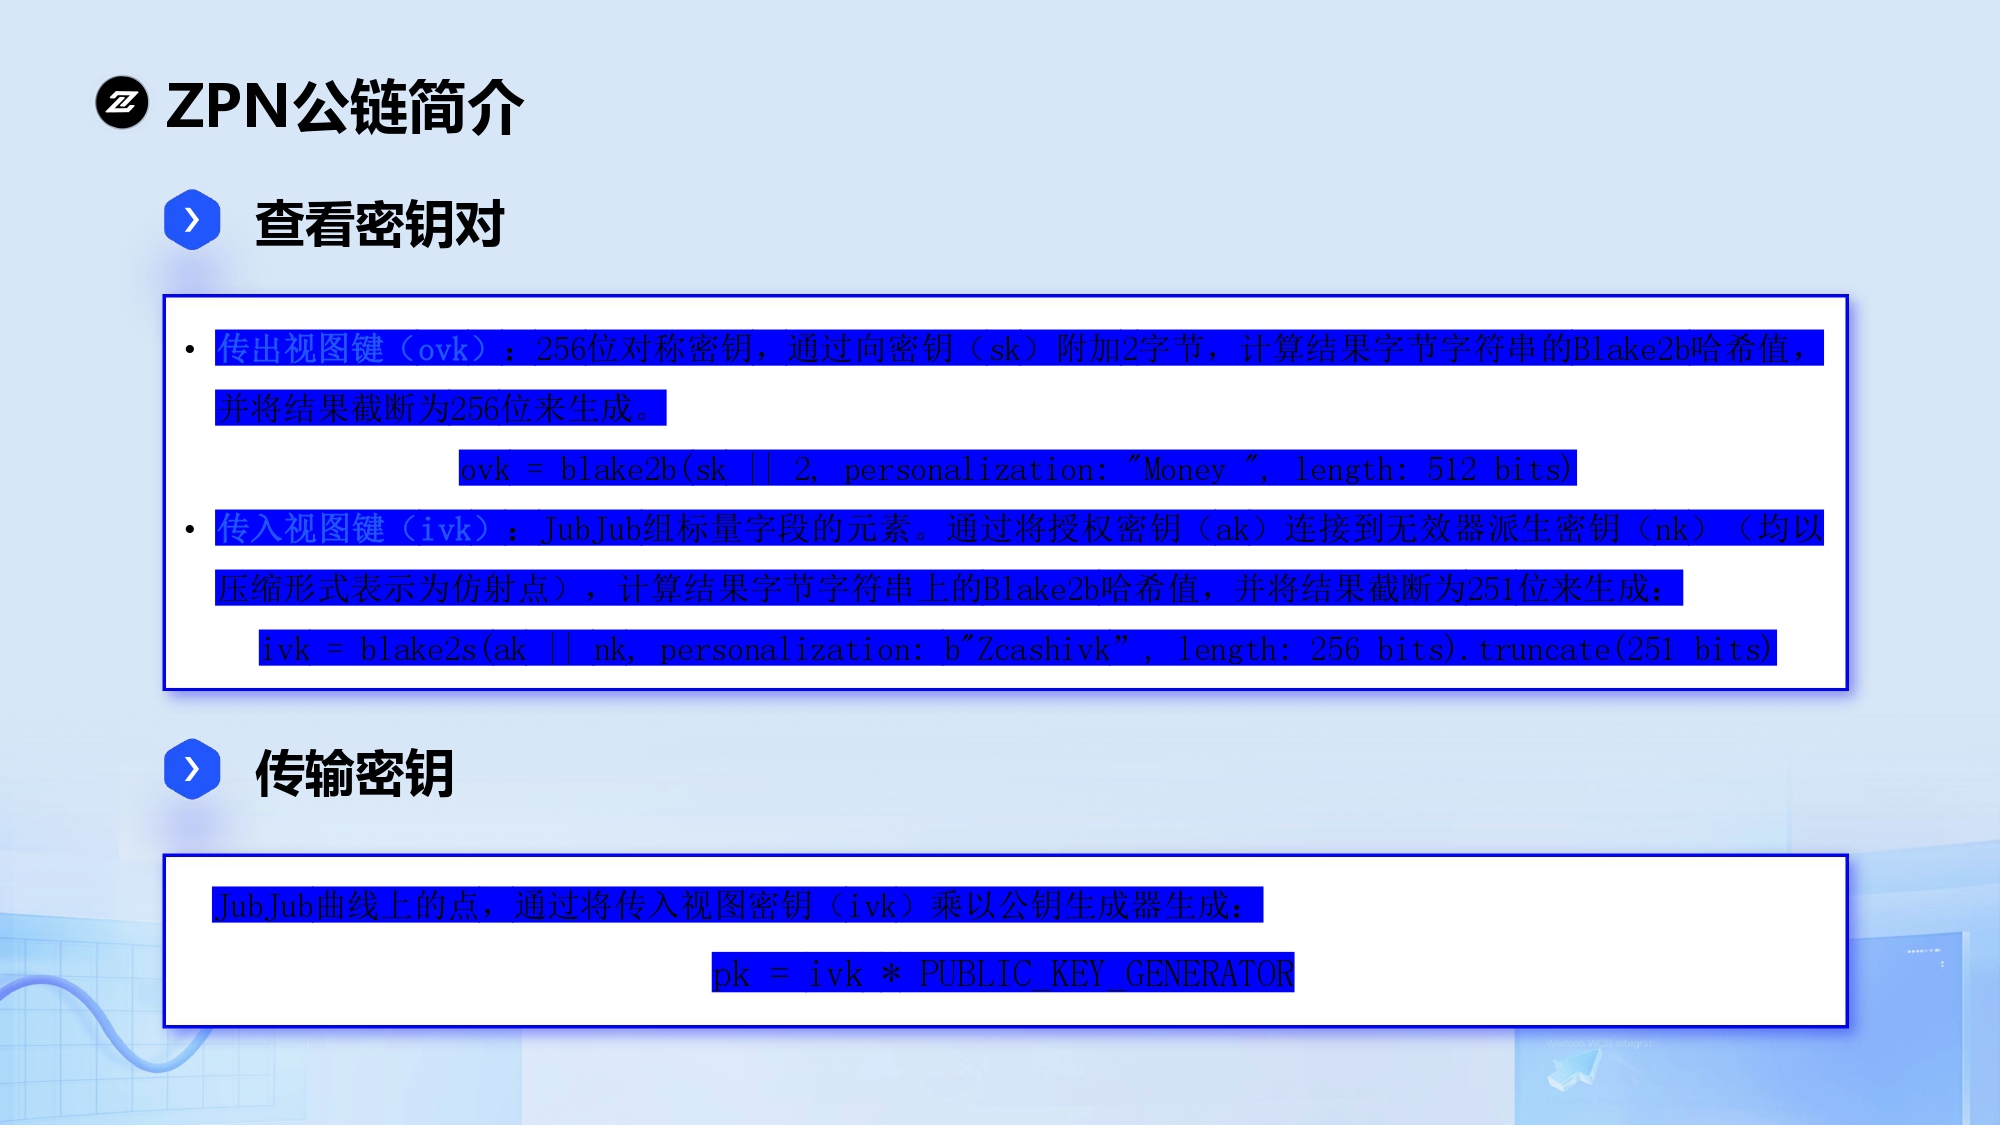 ZPN公链简介
查看密钥对
• 传出视图键（ovk）：256位对称密钥，通过向密钥（sk）附加2字节，计算结果字节字符串的Blake2b哈希值，
并将结果截断为256位来生成。
ovk = blake2b(sk || 2, personalization: "Money ", length: 512 bits)
• 传入视图键（ivk）：JubJub组标量字段的元素。通过将授权密钥（ak）连接到无效器派生密钥（nk）（均以
压缩形式表示为仿射点），计算结果字节字符串上的Blake2b哈希值，并将结果截断为251位来生成：
ivk = blake2s(ak || nk, personalization: b"Zcashivk”, length: 256 bits).truncate(251 bits)
传输密钥
JubJub曲线上的点，通过将传入视图密钥（ivk）乘以公钥生成器生成：
pk = ivk * PUBLIC_KEY_GENERATOR